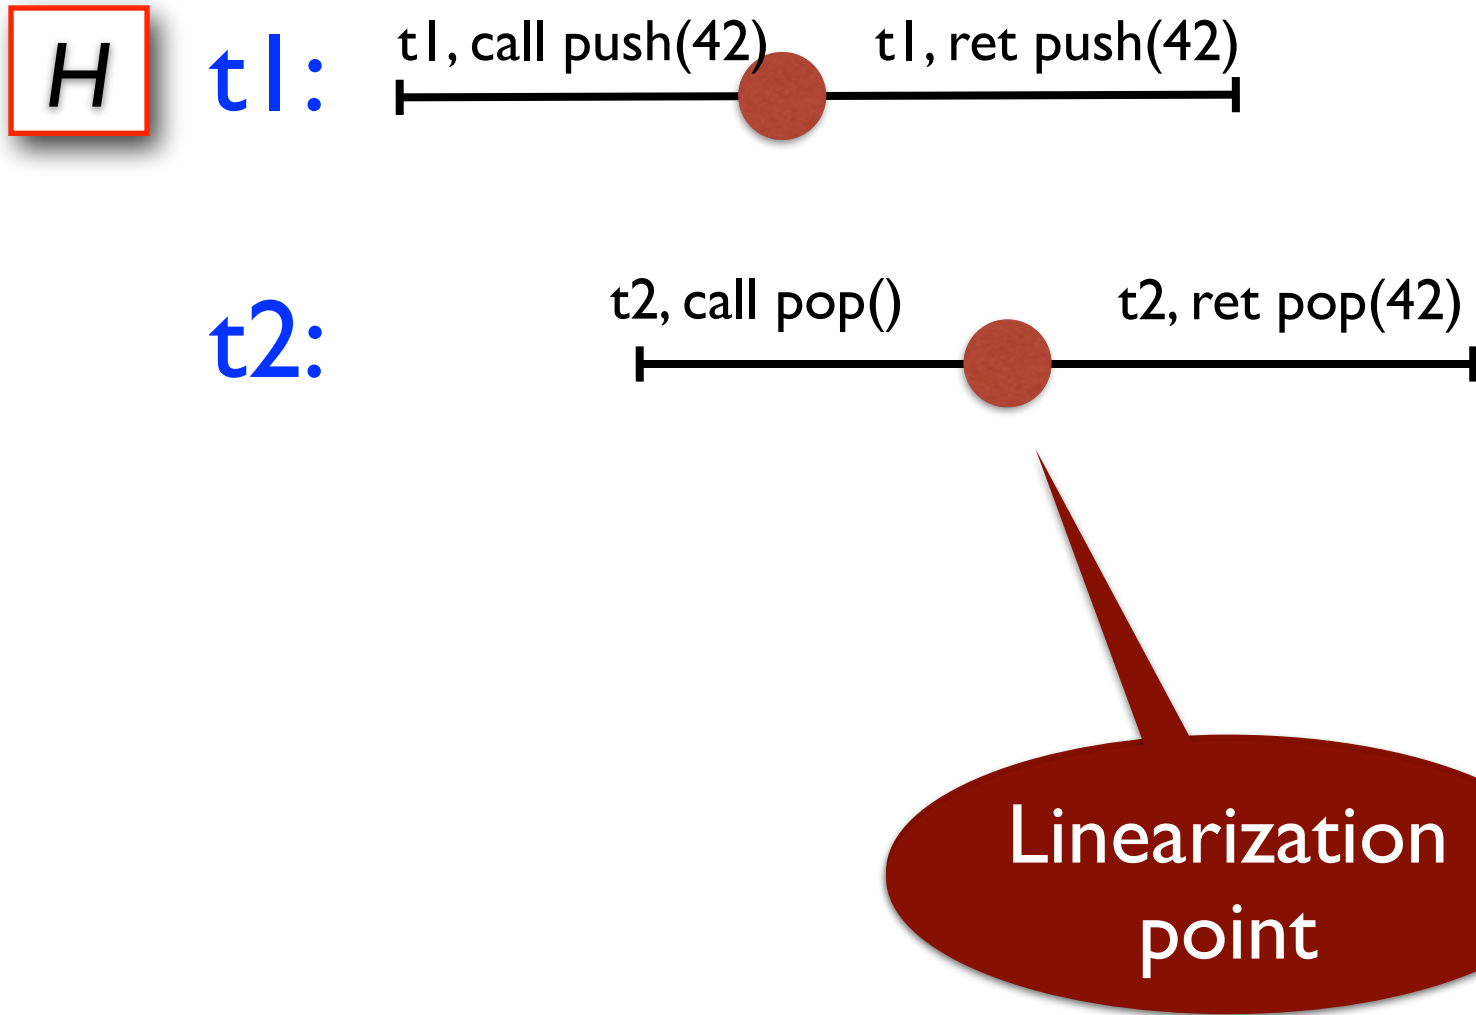 H
t1:
t1, call push(42)
t1, ret push(42)
t2:
t2, call pop()
t2, ret pop(42)
Linearization
point